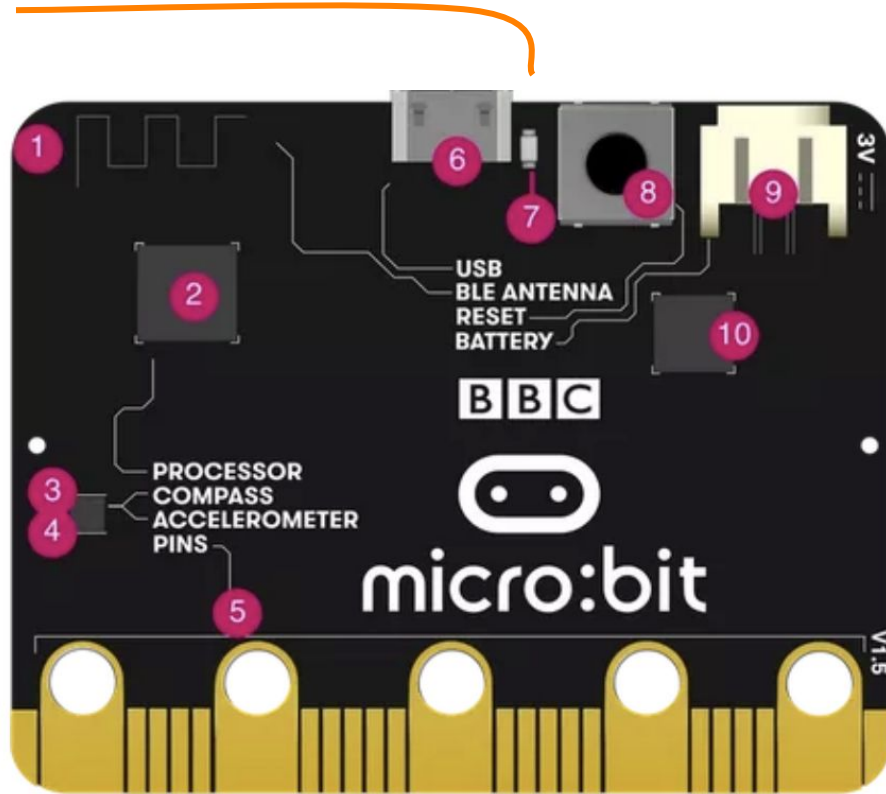 1
6
7
8
9
3V
2
USB
BLE ANTENNA
RESET
BATTERY
10
BBC
PROCESSOR
3
COMPASS
4
ACCELEROMETER
PINS
5
micro:bit
V1.5